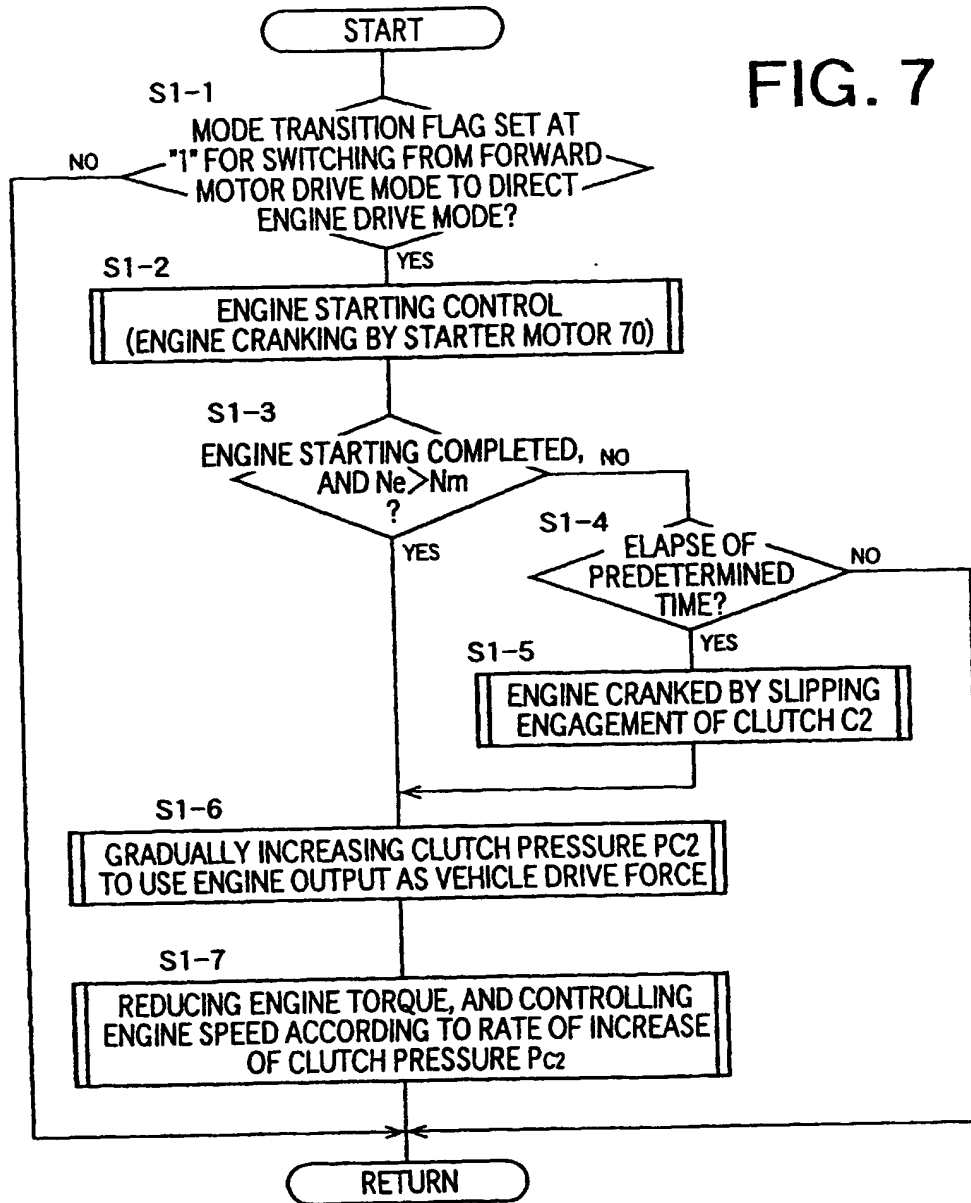 START
FIG. 7
S1-1
MODE TRANSITION FLAG SET AT
"1" FOR SWITCHING FROM FORWARD
MOTOR DRIVE MODE TO DIRECT
ENGINE DRIVE MODE?
NO
YES
S1-2
ENGINE STARTING CONTROL
(ENGINE CRANKING BY STARTER MOTOR 70)
S1-3
ENGINE STARTING COMPLETED,
AND Ne>Nm
?
NO
YES
S1-4
ELAPSE OF
PREDETERMINED
TIME?
NO
YES
S1-5
ENGINE CRANKED BY SLIPPING
ENGAGEMENT OF CLUTCH C2
S1-6
GRADUALLY INCREASING CLUTCH PRESSURE PC2
TO USE ENGINE OUTPUT AS VEHICLE DRIVE FORCE
S1-7
REDUCING ENGINE TORQUE, AND CONTROLLING
ENGINE SPEED ACCORDING TO RATE OF INCREASE
OF CLUTCH PRESSURE Pc2
RETURN